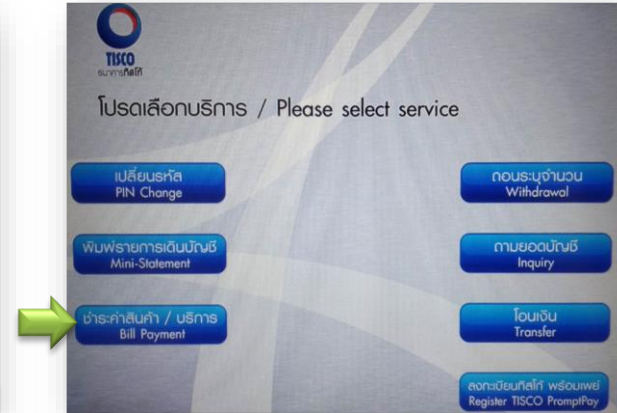 TISCO
ธนาคารทิสโก้
โปรดเลือกบริการ / Please select service
เปลี่ยนรหัส
PIN Change
ถอนระบุจำนวน
Withdrawal
พิมพ์รายการเดินบัญชี
Mini-Statement
ถามยอดบัญชี
Inquiry
ชำระค่าสินค้า / บริการ
Bill Payment
โอนเงิน
Transfer
ลงทะเบียนทิสโก้ พร้อมเพย์
Register TISCO PromptPay